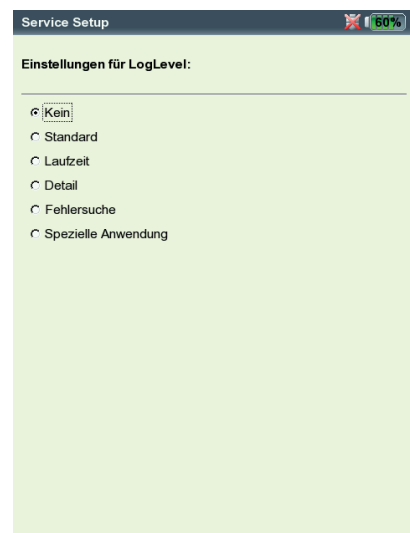 Service Setup
60%
Einstellungen für LogLevel:
Kein
Standard
Laufzeit
Detail
Fehlersuche
Spezielle Anwendung